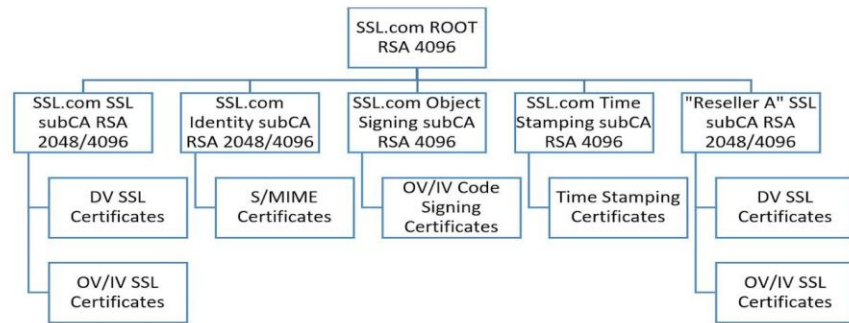 SSL.com ROOT
RSA 4096
SSL.com SSL
subCA RSA
2048/4096
SSL.com
Identity subCA
RSA 2048/4096
SSL.com Object
Signing subCA
RSA 4096
SSL.com Time
Stamping subCA
RSA 4096
"Reseller A" SSL
subCA RSA
2048/4096
DV SSL
Certificates
S/MIME
Certificates
OV/IV Code
Signing
Certificates
Time Stamping
Certificates
DV SSL
Certificates
OV/IV SSL
Certificates
OV/IV SSL
Certificates